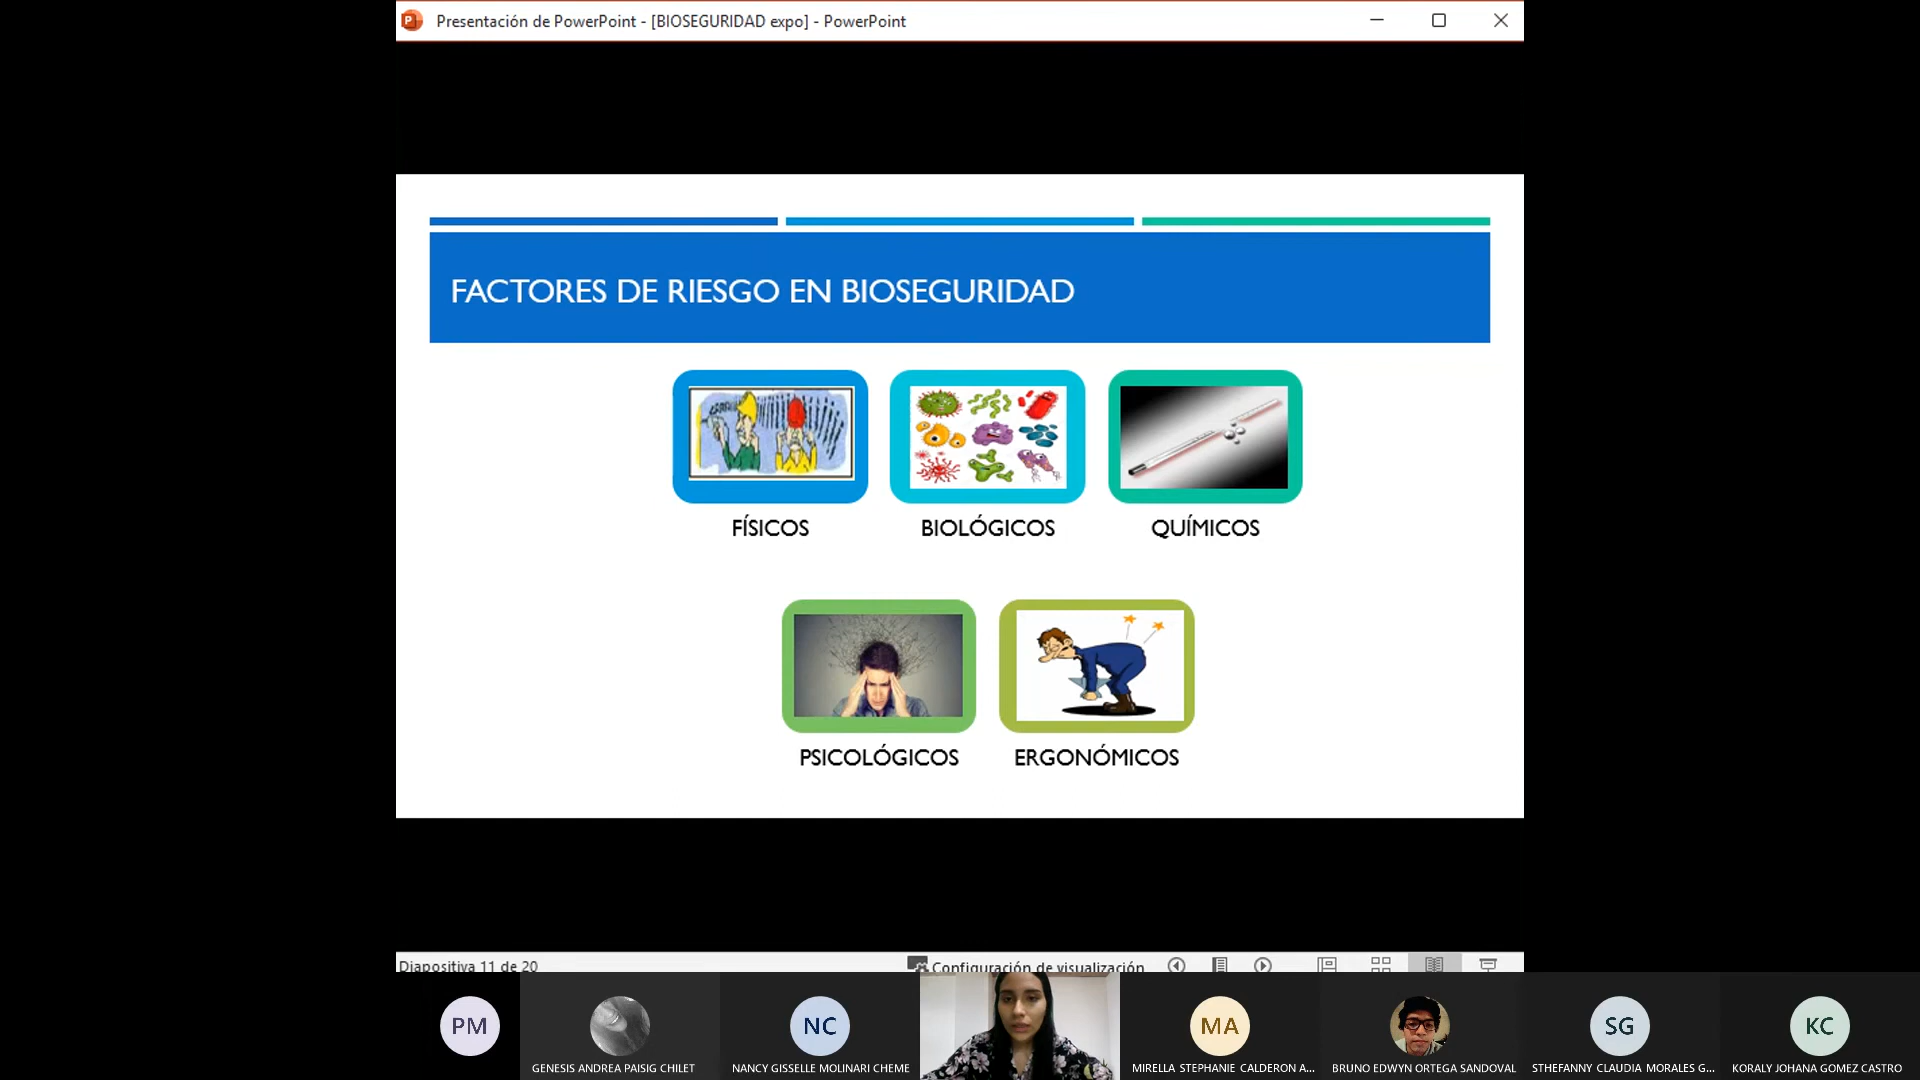 Presentación de PowerPoint - [BIOSEGURIDAD expo] - PowerPoint
FACTORES DE RIESGO EN BIOSEGURIDAD
FÍSICOS
BIOLÓGICOS
QUÍMICOS
PSICOLÓGICOS
ERGONÓMICOS
Diapositiva 11 de 20
Configuración de visualización
PM
NC
MA
SG
KC
GENESIS ANDREA PAISIG CHILET
NANCY GISSELLE MOLINARI CHEME
MIRELLA STEPHANIE CALDERON A...
BRUNO EDWYN ORTEGA SANDOVAL
STHEFANNY CLAUDIA MORALES G...
KORALY JOHANA GOMEZ CASTRO